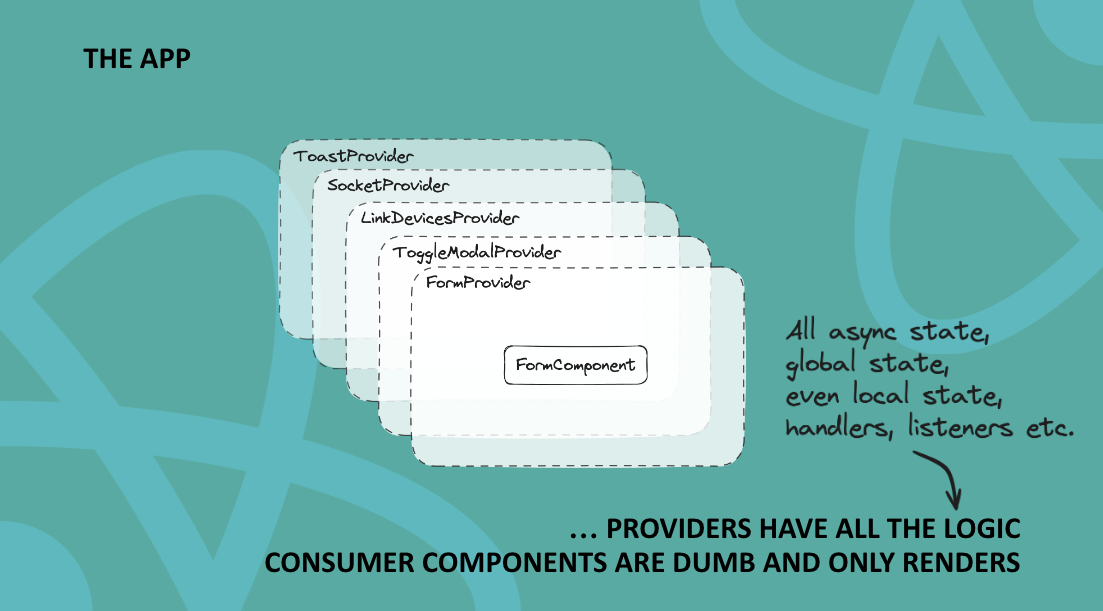 THE APP
ToastProvider
SocketProvider
LinkDevicesProvider
ToggleModalProvider
FormProvider
FormComponent
All async state,
global state,
even local state,
handlers, listeners etc.
... PROVIDERS HAVE ALL THE LOGIC
CONSUMER COMPONENTS ARE DUMB AND ONLY RENDERS